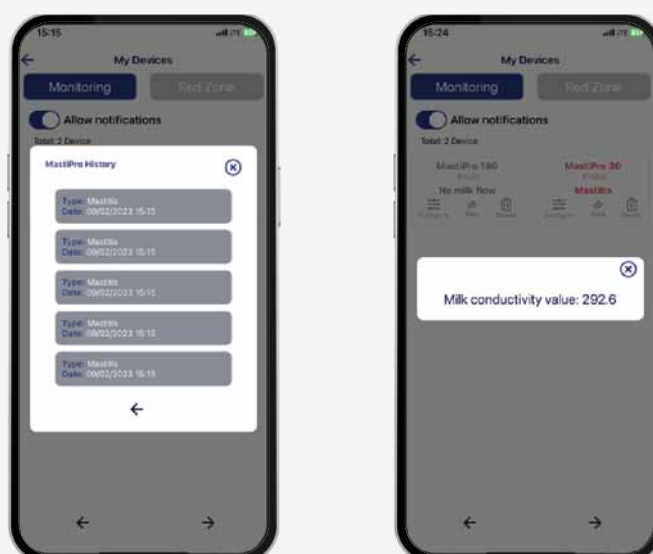 15:15
LTE
My Devices
Monitoring
Red Zone
Allow notifications
Total: 2 Device
MastiPro History
Type: Mastitis
Date: 09/02/2023 15:15
Type: Mastitis
Date: 09/02/2023 15:15
Type: Mastitis
Date: 09/02/2023 15:15
Type: Mastitis
Date: 09/02/2023 15:15
Type: Mastitis
Date: 09/02/2023 15:15
15:24
LTE
My Devices
Monitoring
Red Zone
Allow notifications
Total: 2 Device
MastiPro 190
MastiPro 30
No milk flow
Mastitis
Milk conductivity value: 292.6